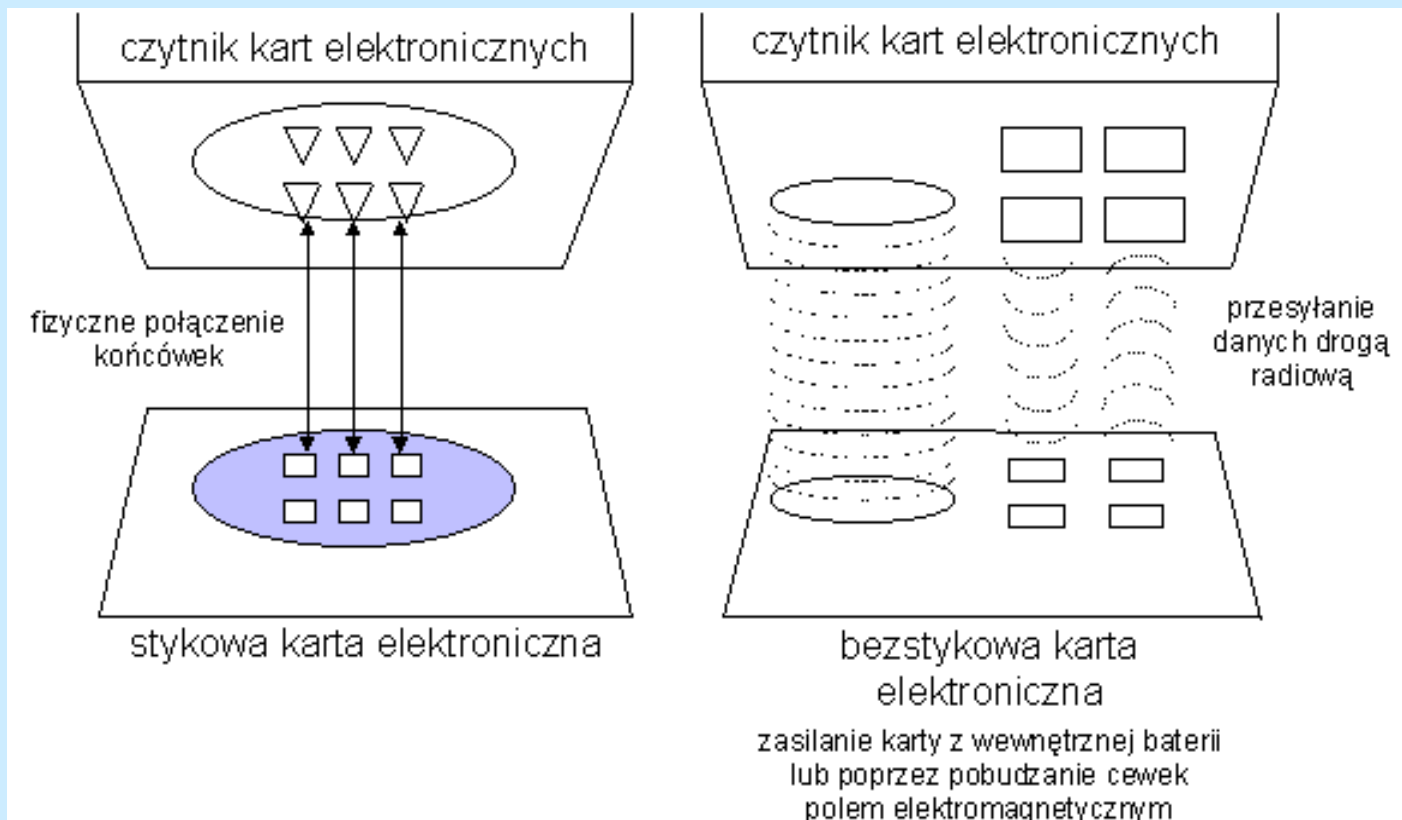 czytnik kart elektronicznych
fizyczne połączenie
końcówek
stykowa karta elektroniczna
czytnik kart elektronicznych
przesyłanie
danych drogą
radiową
bezstykowa karta
elektroniczna
zasilanie karty z wewnętrznej baterii
lub poprzez pobudzanie cewek
polem elektromagnetycznym